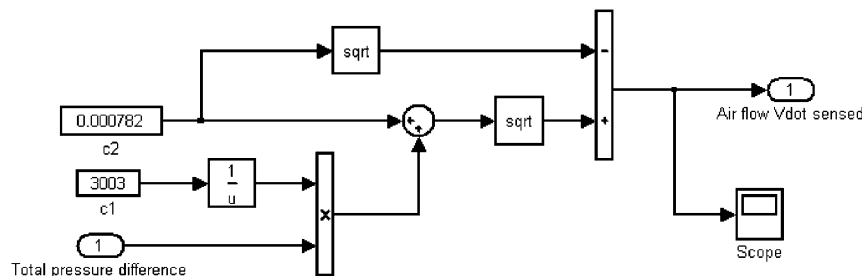 sqrt
-
1
Air flow Vdot sensed
0.000782
c2
+
+
sqrt
+
3003
c1
1
u
x
1
Total pressure difference
Scope